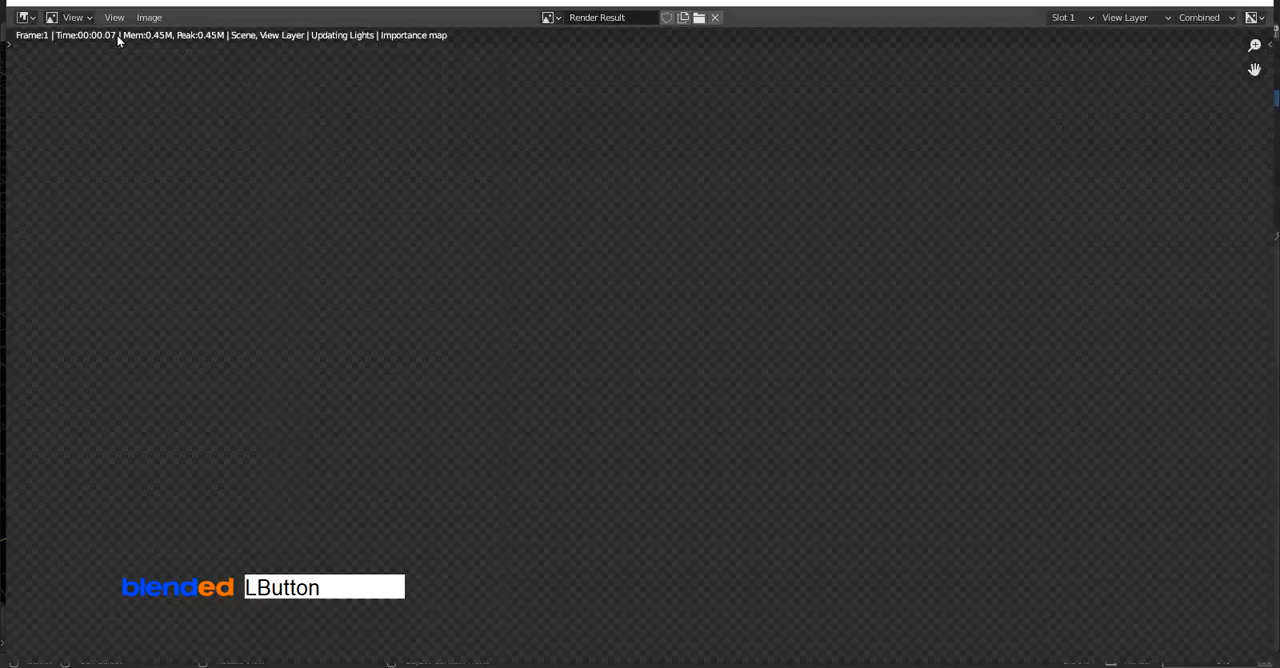 View View Image Render Result Slot 1 View Layer Combined
Frame:1 | Time:00:00.07 | Mem:0.45M, Peak:0.45M | Scene, View Layer | Updating Lights | Importance map
blended LButton